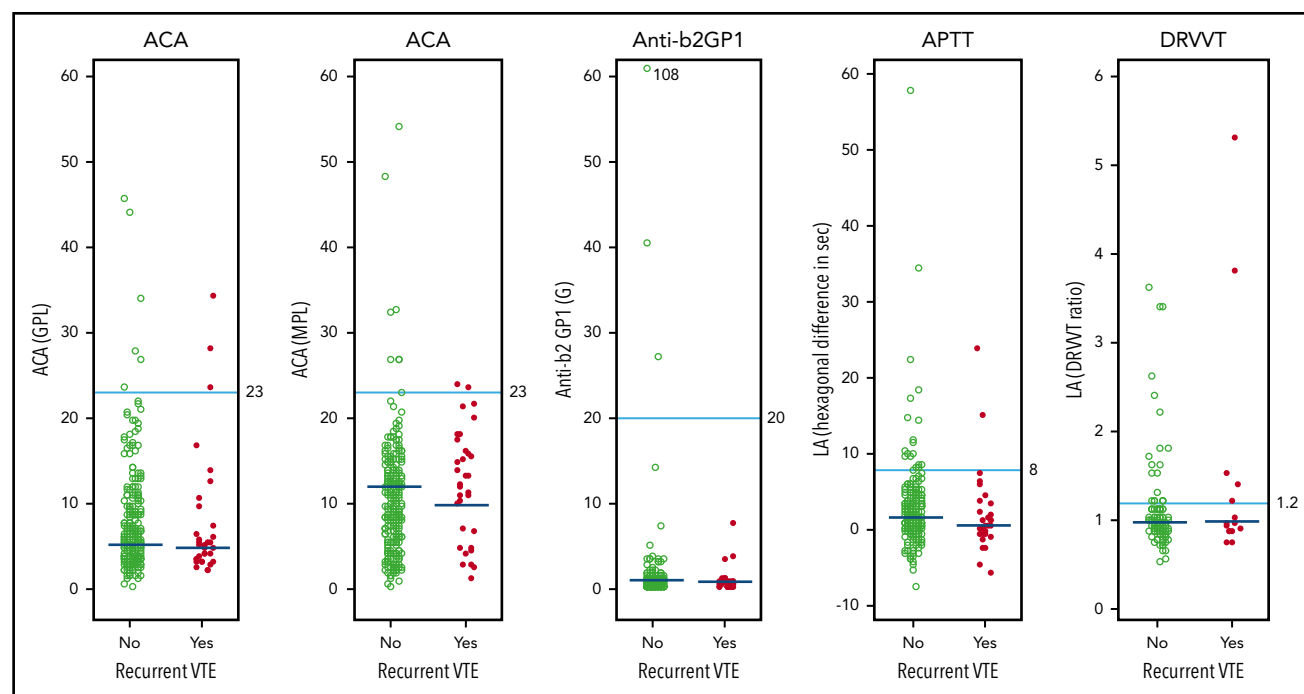 ACA
ACA (GPL)
60
50
40
30
20
10
0
23
No Yes
Recurrent VTE
ACA
ACA (MPL)
60
50
40
30
20
10
0
23
No Yes
Recurrent VTE
Anti-b2GP1
Anti-b2 GP1 (G)
60
50
40
30
20
10
0
108
20
No Yes
Recurrent VTE
APTT
LA (hexagonal difference in sec)
60
50
40
30
20
10
0
-10
8
No Yes
Recurrent VTE
DRVVT
LA (DRVVT ratio)
6
5
4
3
2
1
0
1.2
No Yes
Recurrent VTE